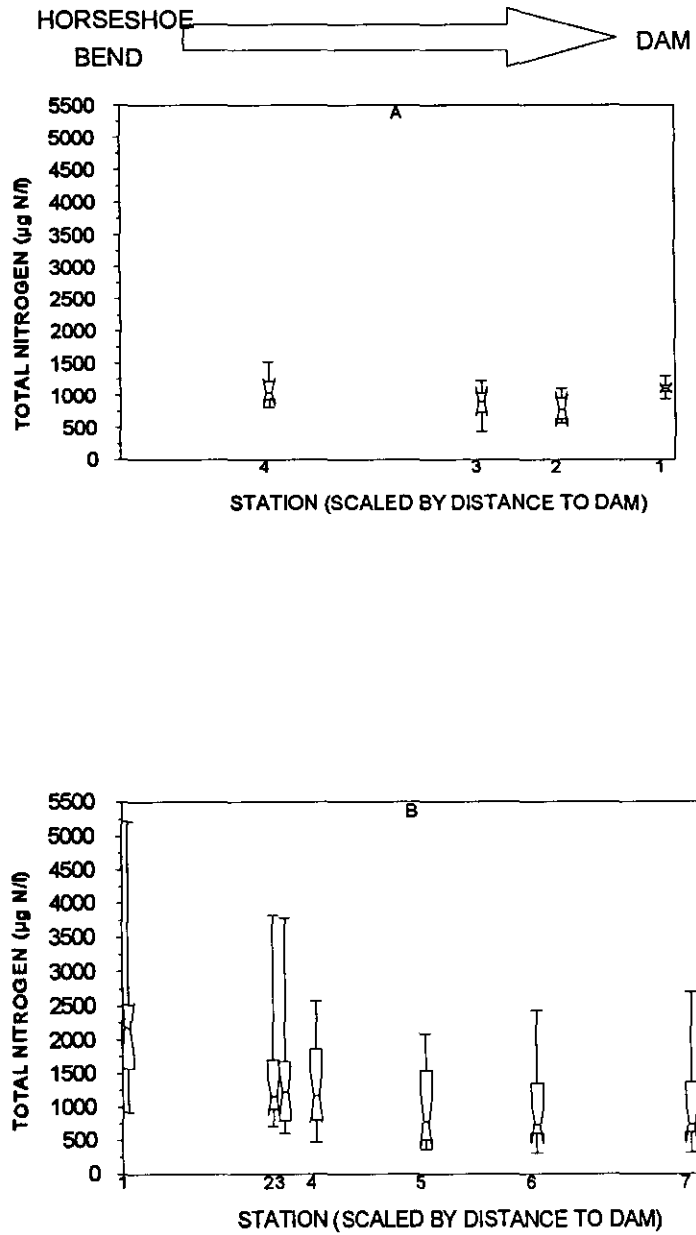 HORSESHOE
BEND
DAM
A
5500
5000
4500
4000
3500
3000
2500
2000
1500
1000
500
0
TOTAL NITROGEN (µg N/l)
4 3 2 1
STATION (SCALED BY DISTANCE TO DAM)
B
5500
5000
4500
4000
3500
3000
2500
2000
1500
1000
500
0
TOTAL NITROGEN (µg N/l)
1 23 4 5 6 7
STATION (SCALED BY DISTANCE TO DAM)